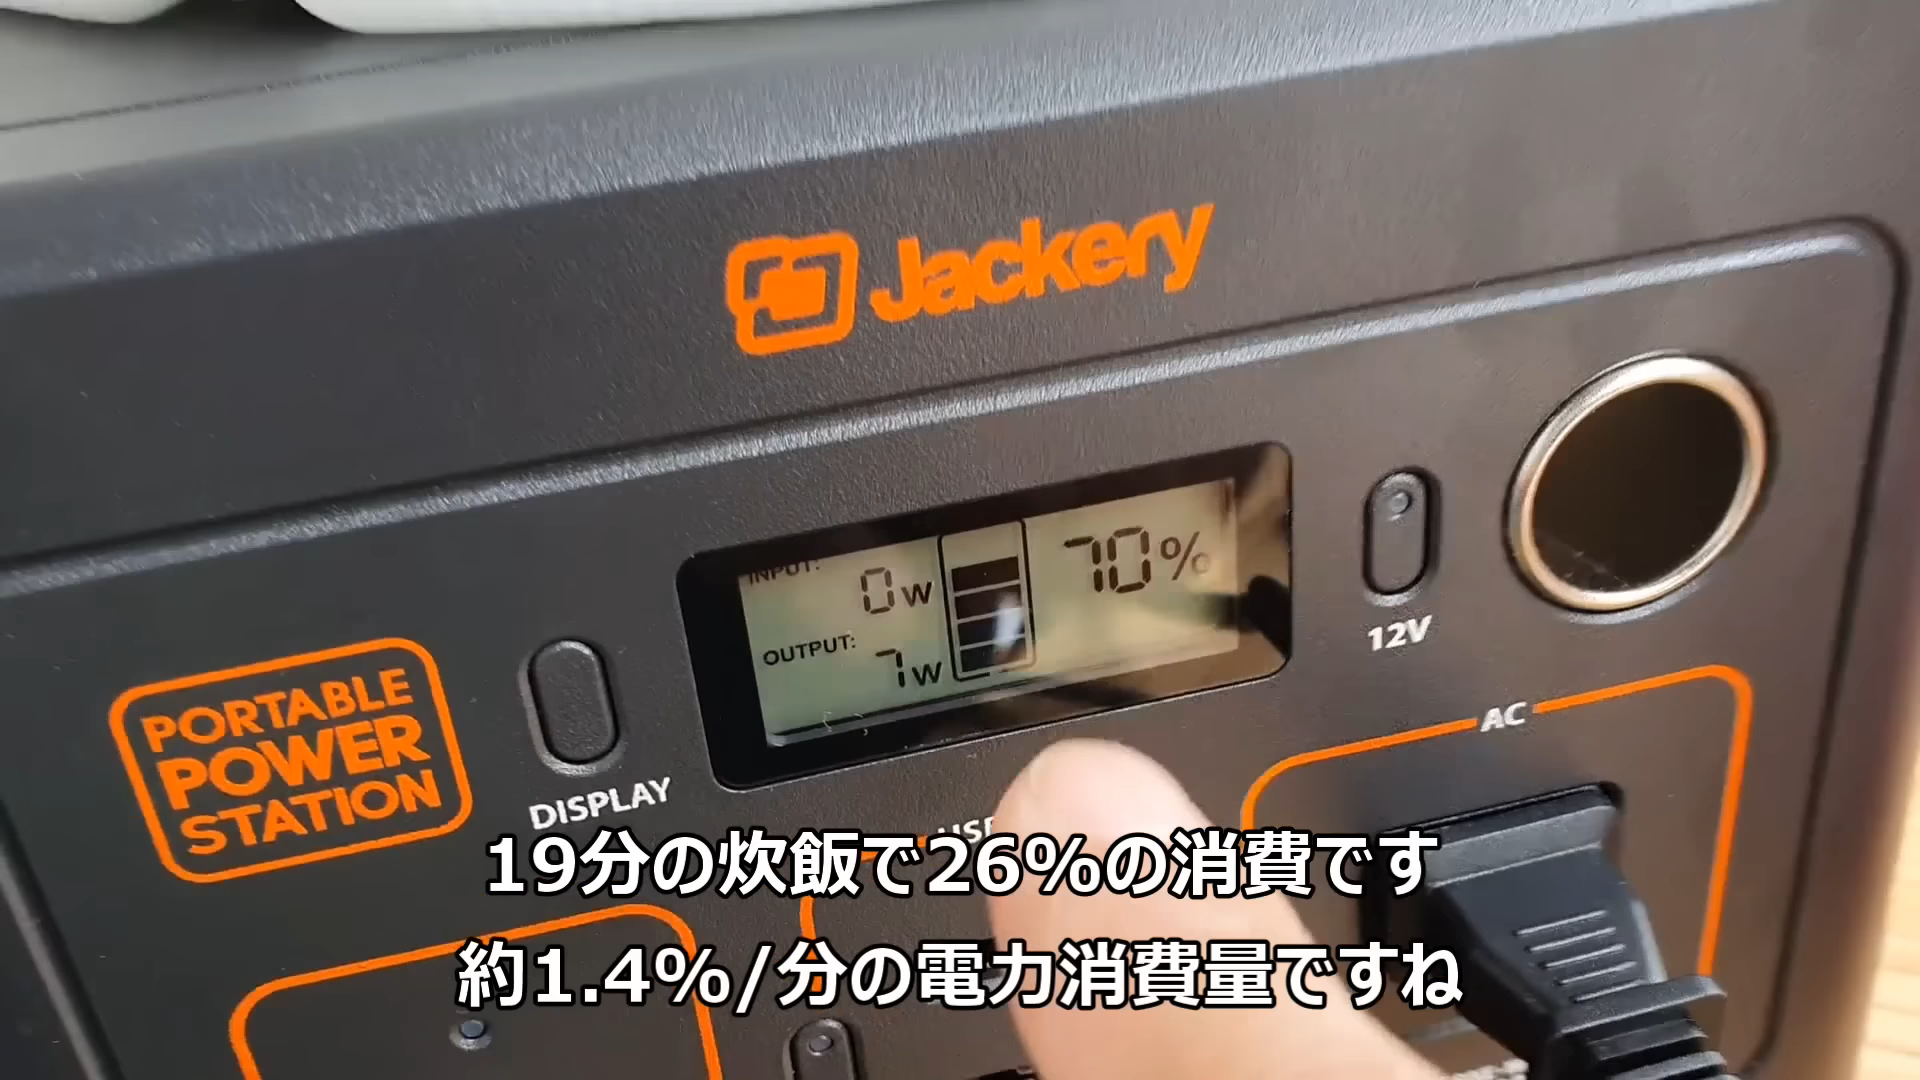 Jackery
INPUT:
0W
70%
OUTPUT:
7W
12V
PORTABLE
POWER
STATION
DISPLAY
AC
19分の炊飯で26%の消費です
約1.4%/分の電力消費量ですね